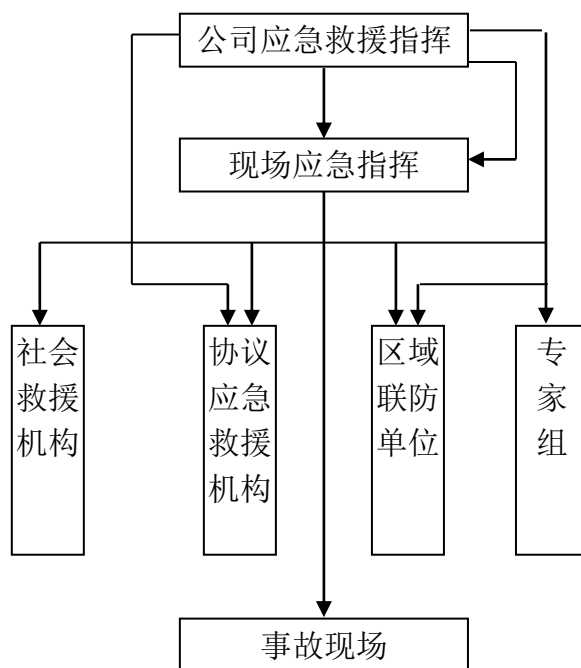 公司应急救援指挥
现场应急指挥
社会
救援
机构
协议
应急
救援
机构
区域
联防
单位
专
家
组
事故现场